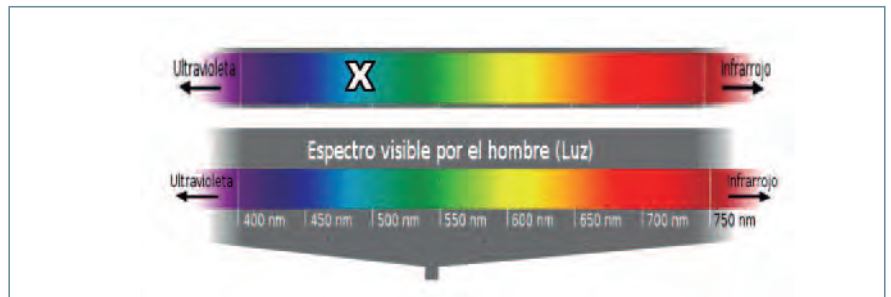 Ultravioleta X Infrarrojo
Espectro visible por el hombre (Luz)
Ultravioleta Infrarrojo
400 nm 450 nm 500 nm 550 nm 600 nm 650 nm 700 nm 750 nm